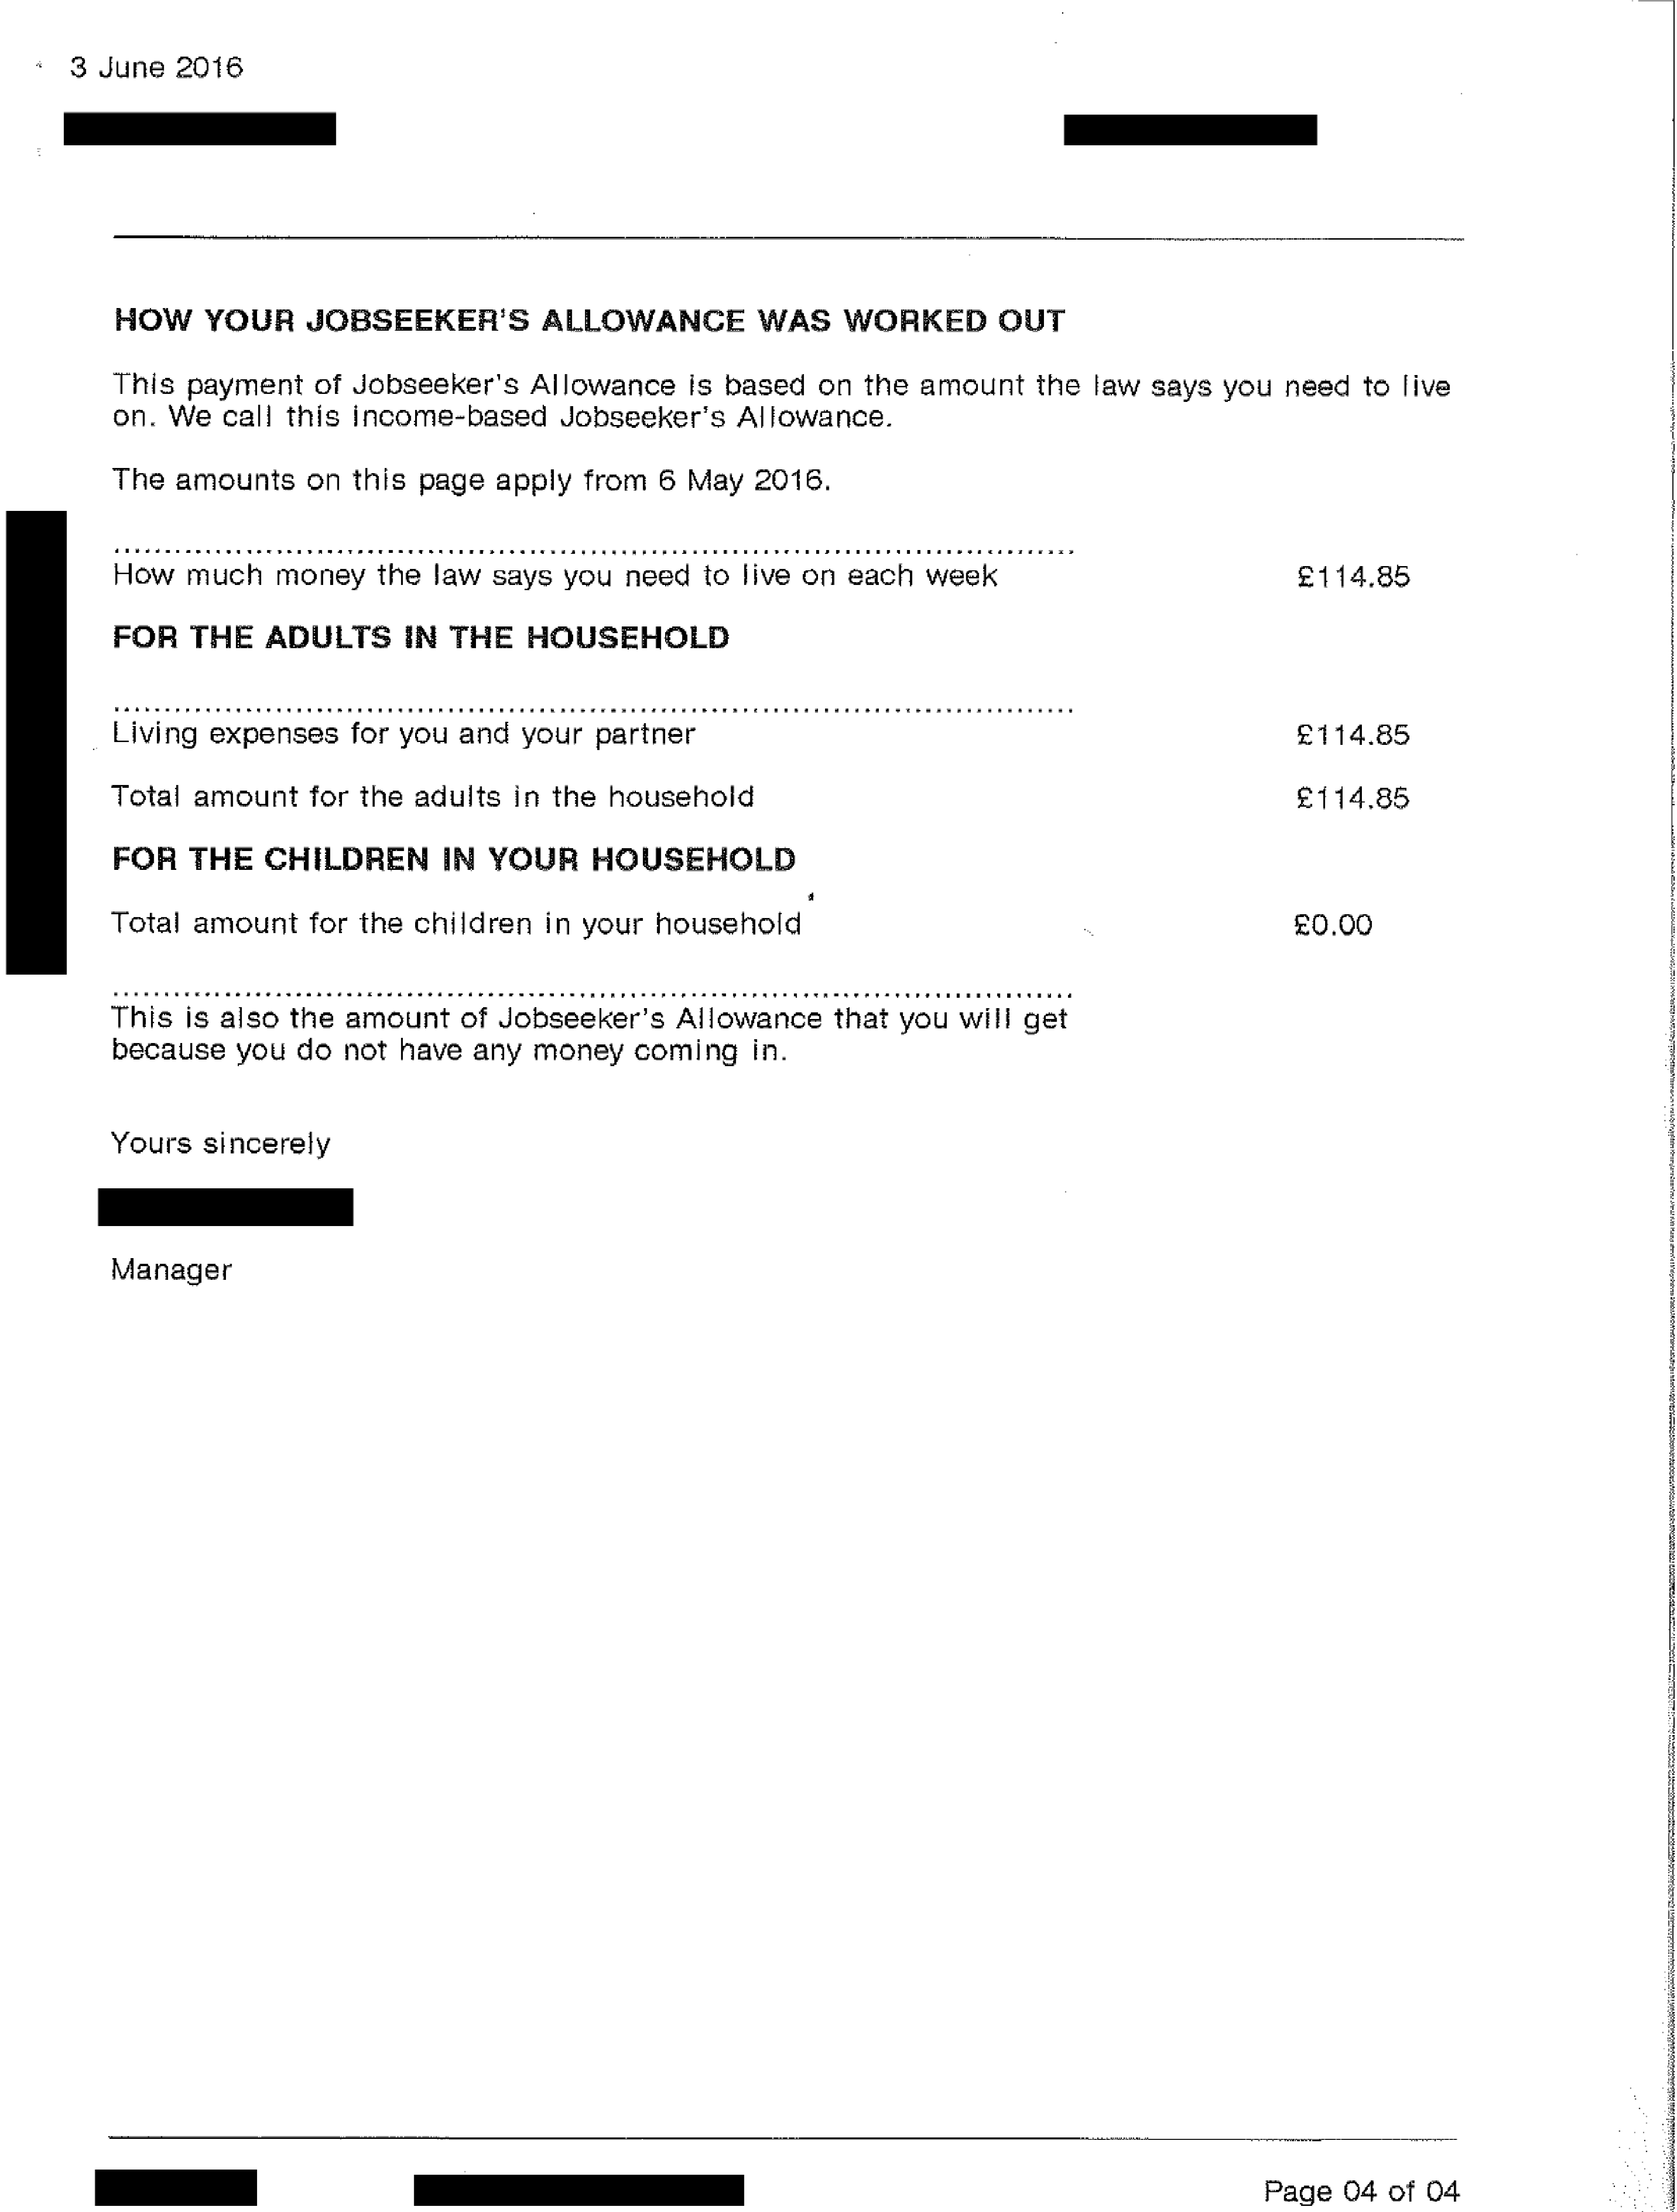 3 June 2016
HOW YOUR JOBSEEKER'S ALLOWANCE WAS WORKED OUT
This payment of Jobseeker's Allowance is based on the amount the law says you need to live
on. We call this income-based Jobseeker's Allowance.
The amounts on this page apply from 6 May 2016.
How much money the law says you need to live on each week £114.85
FOR THE ADULTS IN THE HOUSEHOLD
Living expenses for you and your partner £114.85
Total amount for the adults in the household £114.85
FOR THE CHILDREN IN YOUR HOUSEHOLD
Total amount for the children in your household £0.00
This is also the amount of Jobseeker's Allowance that you will get
because you do not have any money coming in.
Yours sincerely
Manager
Page 04 of 04